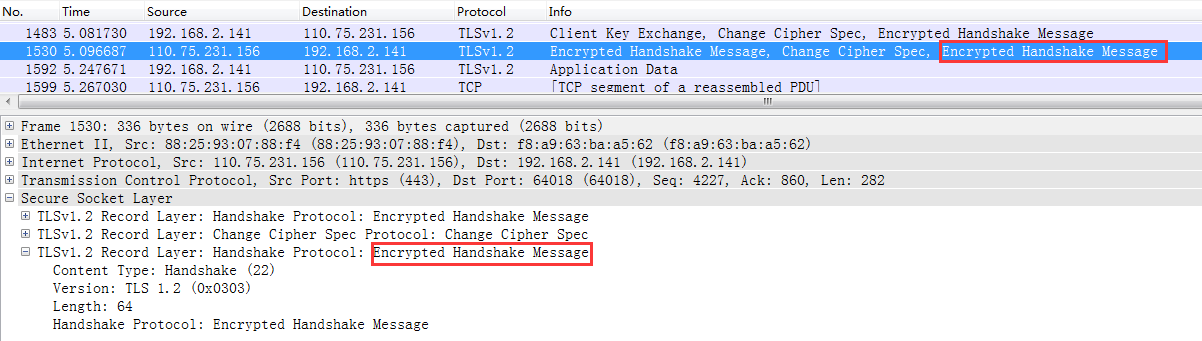 No. Time Source Destination Protocol Info
1483 5.081730 192.168.2.141 110.75.231.156 TLSv1.2 Client Key Exchange, Change Cipher Spec, Encrypted Handshake Message
1530 5.096687 110.75.231.156 192.168.2.141 TLSv1.2 Encrypted Handshake Message, Change Cipher Spec, Encrypted Handshake Message
1592 5.247671 192.168.2.141 110.75.231.156 TLSv1.2 Application Data
1599 5.267030 110.75.231.156 192.168.2.141 TCP [TCP segment of a reassembled PDU]
Frame 1530: 336 bytes on wire (2688 bits), 336 bytes captured (2688 bits)
Ethernet II, Src: 88:25:93:07:88:f4 (88:25:93:07:88:f4), Dst: f8:a9:63:ba:a5:62 (f8:a9:63:ba:a5:62)
Internet Protocol, Src: 110.75.231.156 (110.75.231.156), Dst: 192.168.2.141 (192.168.2.141)
Transmission Control Protocol, Src Port: https (443), Dst Port: 64018 (64018), Seq: 4227, Ack: 860, Len: 282
Secure Socket Layer
TLSv1.2 Record Layer: Handshake Protocol: Encrypted Handshake Message
TLSv1.2 Record Layer: Change Cipher Spec Protocol: Change Cipher Spec
TLSv1.2 Record Layer: Handshake Protocol: Encrypted Handshake Message
Content Type: Handshake (22)
Version: TLS 1.2 (0x0303)
Length: 64
Handshake Protocol: Encrypted Handshake Message